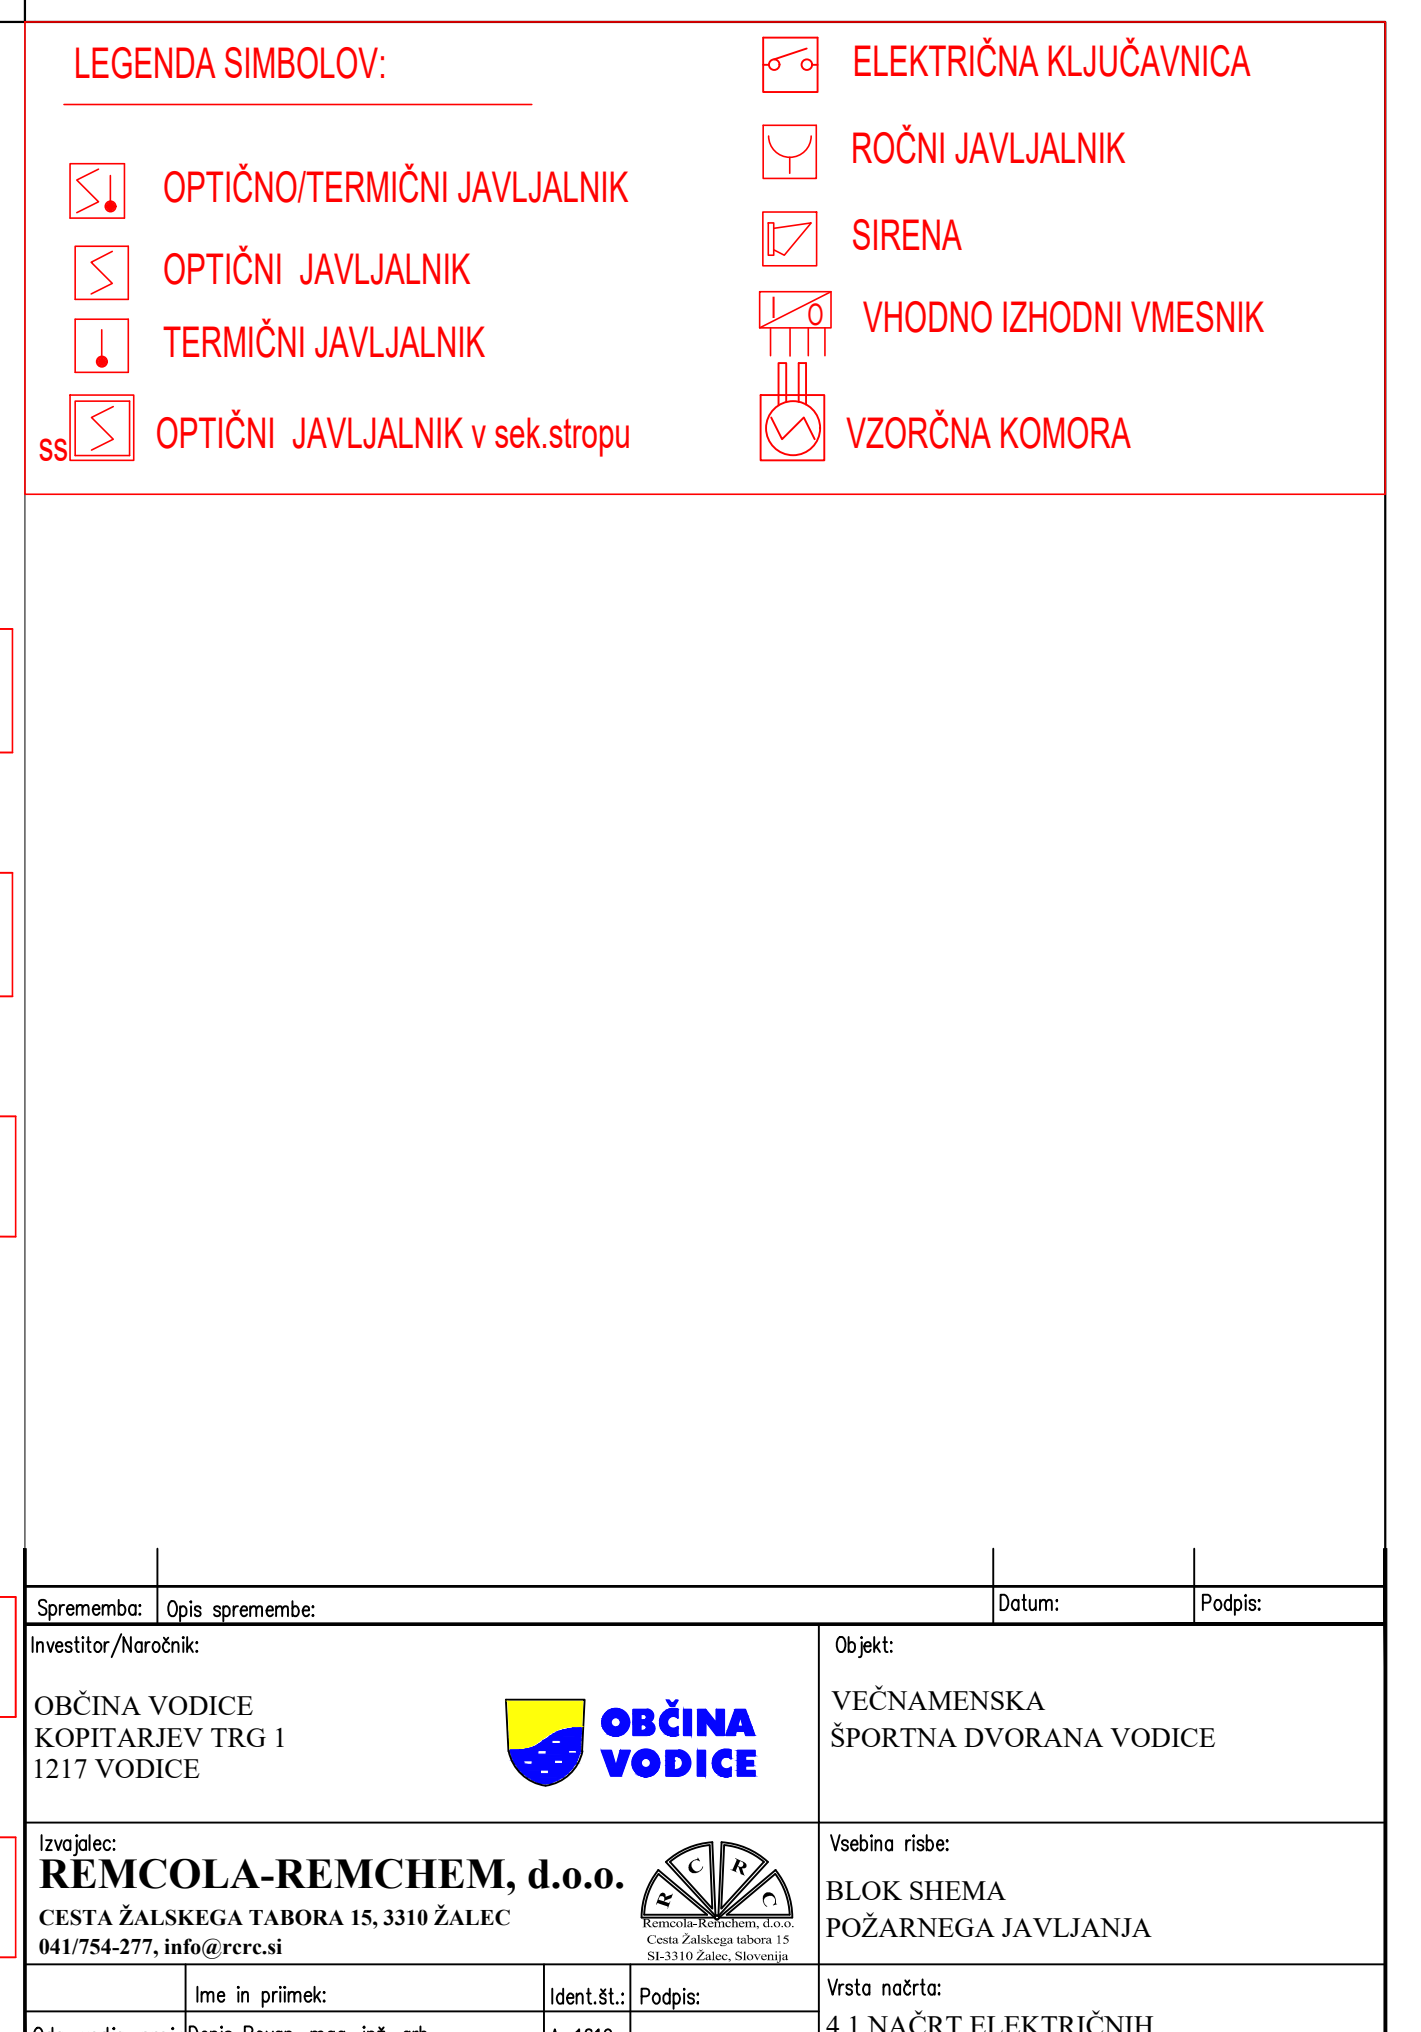 LEGENDA SIMBOLOV:
OPTIČNO/TERMIČNI JAVLJALNIK
OPTIČNI JAVLJALNIK
TERMIČNI JAVLJALNIK
ss OPTIČNI JAVLJALNIK v sek.stropu
ELEKTRIČNA KLJUČAVNICA
ROČNI JAVLJALNIK
SIRENA
I O VHODNO IZHODNI VMESNIK
VZORČNA KOMORA
Sprememba: Opis spremembe: Datum: Podpis:
Investitor/Naročnik:
OBČINA VODICE
KOPITARJEV TRG 1
1217 VODICE
OBČINA
VODICE
Objekt:
VEČNAMENSKA
ŠPORTNA DVORANA VODICE
Izvajalec:
REMCOLA-REMCHEM, d.o.o.
CESTA ŽALSKEGA TABORA 15, 3310 ŽALEC
041/754-277, info@rcrc.si
R C R C
Remcola-Remchem, d.o.o.
Cesta Žalskega tabora 15
SI-3310 Žalec, Slovenija
Vsebina risbe:
BLOK SHEMA
POŽARNEGA JAVLJANJA
Ime in priimek: Ident.št.: Podpis:
Vrsta načrta:
4.1 NAČRT ELEKTRIČNIH